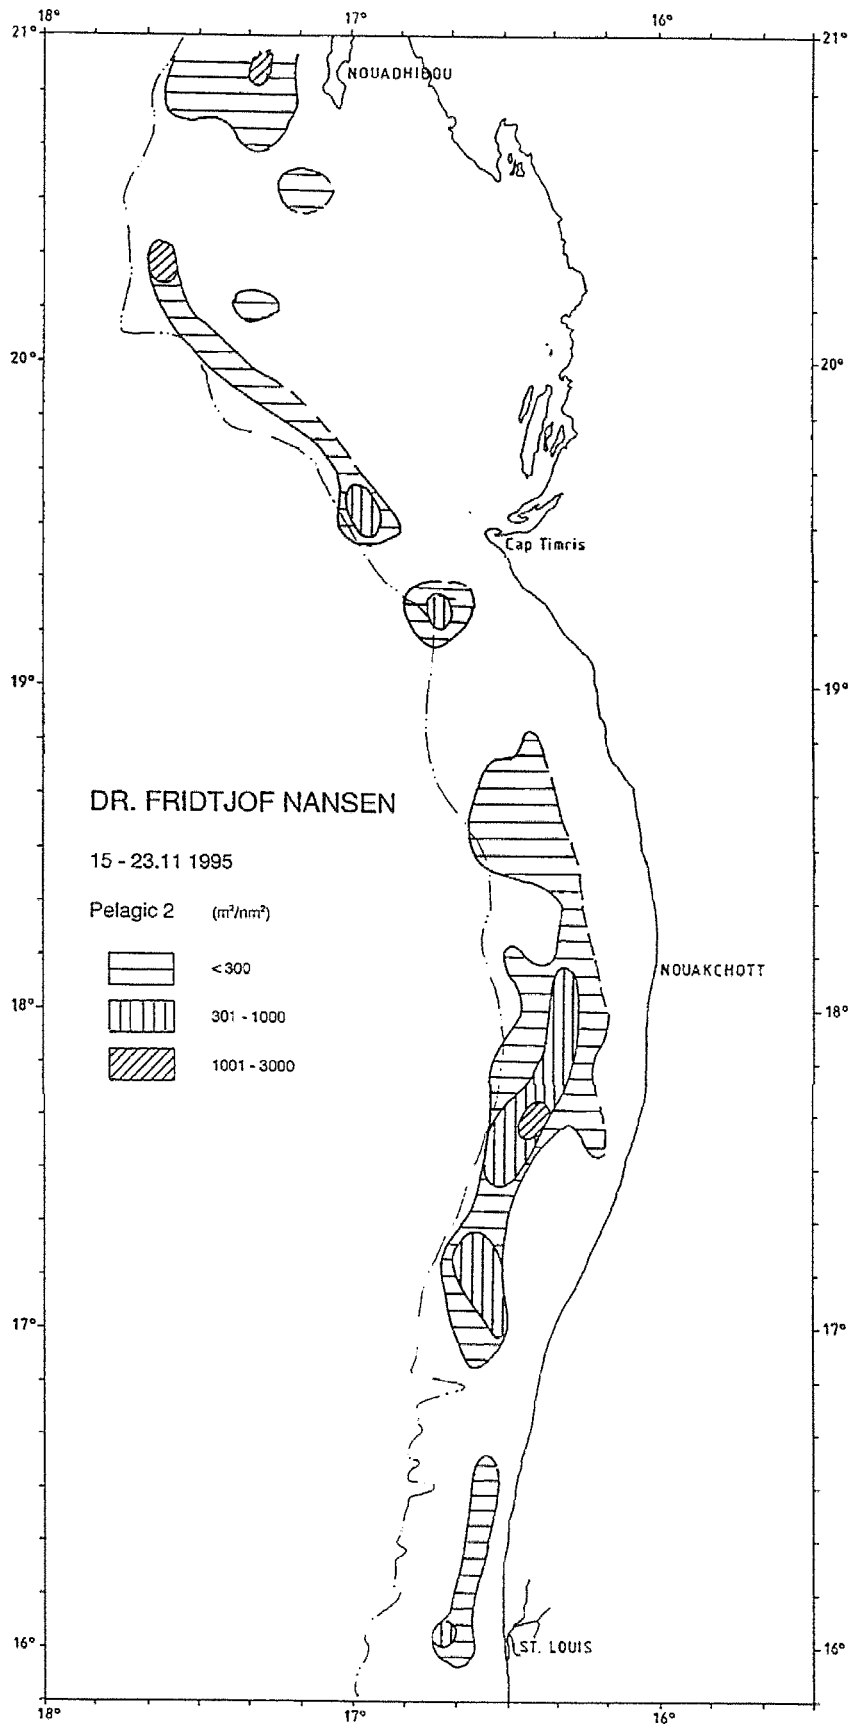 18° 17° 16°
21° 21°
NOUADHIBOU
20° 20°
Cap Timris
19° 19°
DR. FRIDTJOF NANSEN
15 - 23.11 1995
Pelagic 2 (m²/nm²)
<300
NOUAKCHOTT
18° 18°
301 - 1000
1001 - 3000
17° 17°
16° 16°
ST. LOUIS
18° 17° 16°